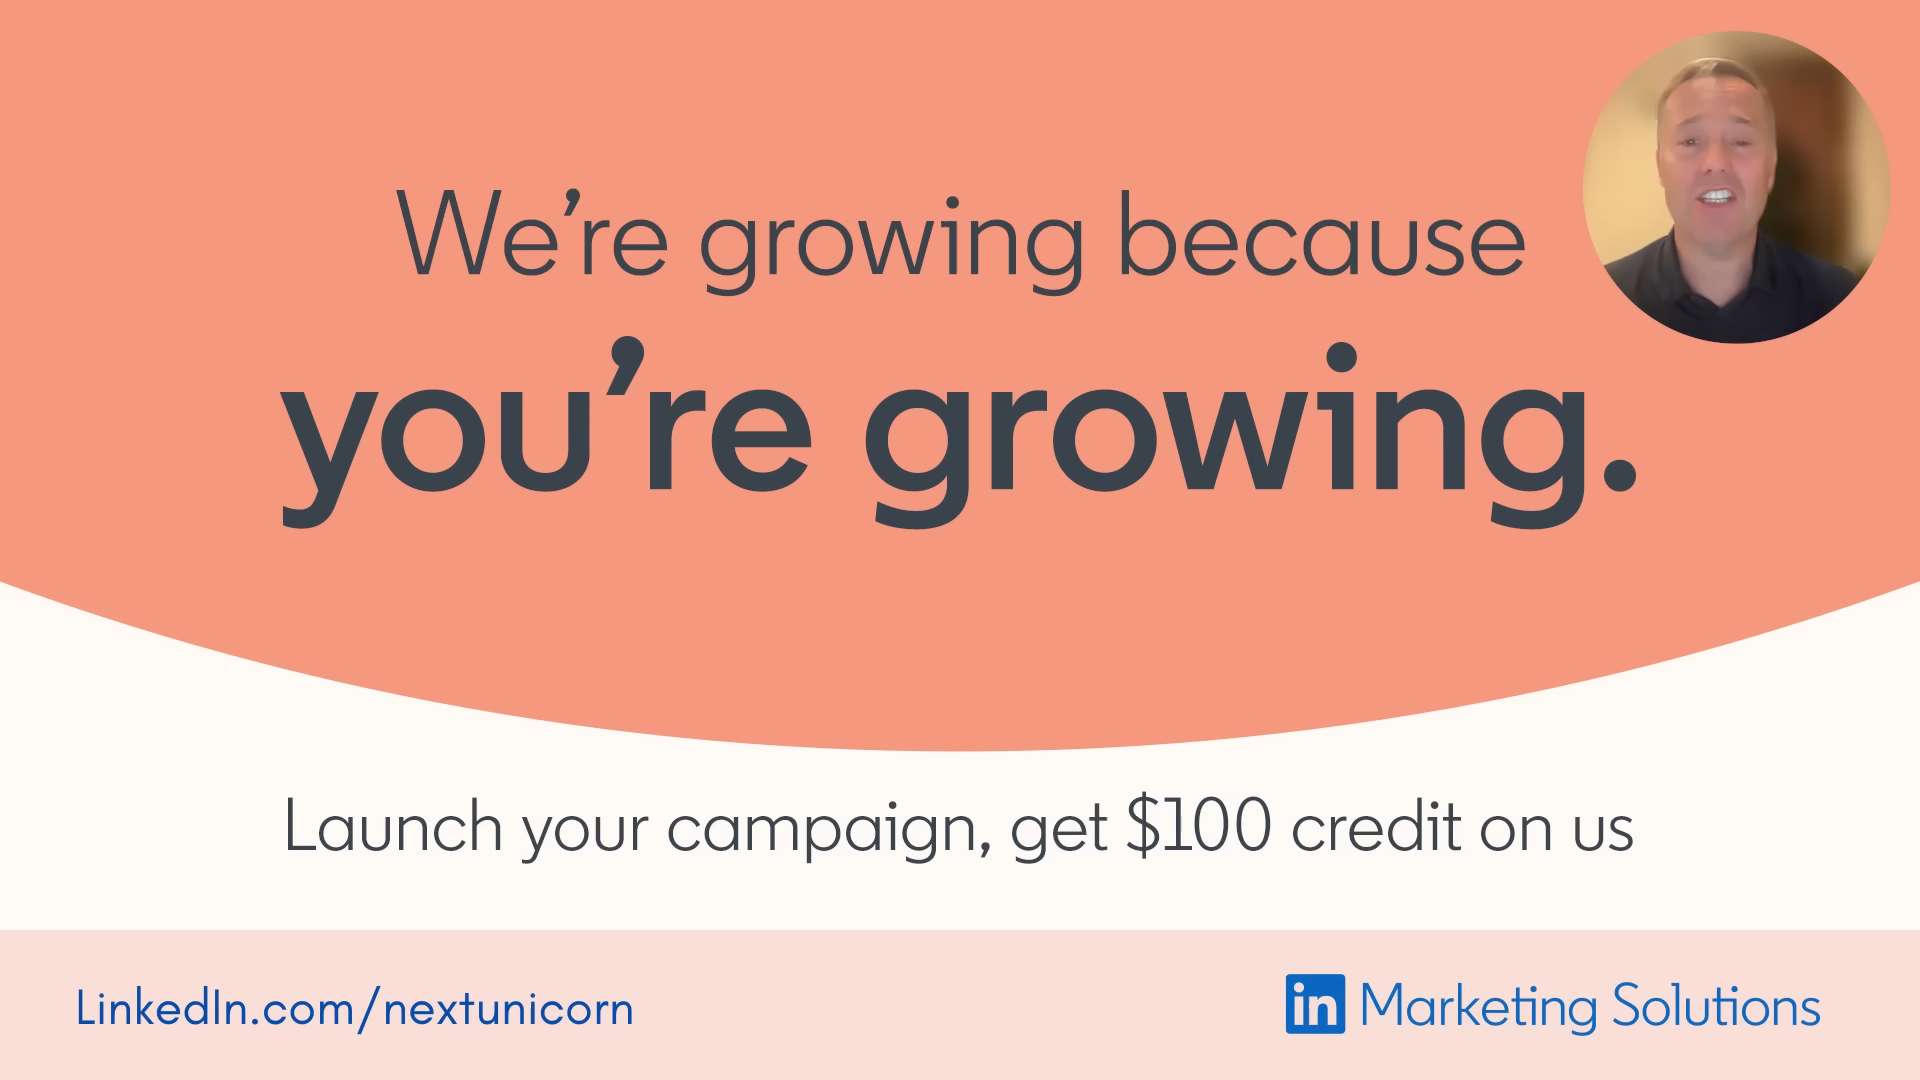 We’re growing because
you’re growing.
Launch your campaign, get $100 credit on us
LinkedIn.com/nextunicorn
in Marketing Solutions